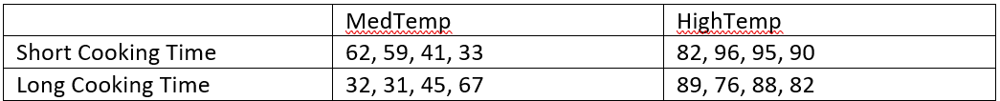 MedTemp HighTemp
Short Cooking Time 62, 59, 41, 33 82, 96, 95, 90
Long Cooking Time 32, 31, 45, 67 89, 76, 88, 82